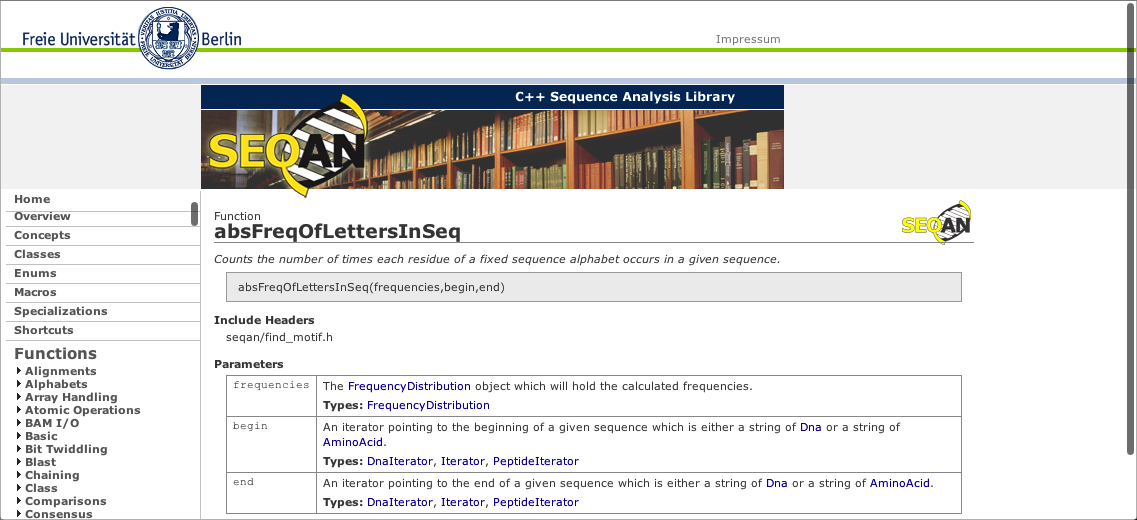 Freie Universität Berlin
Impressum
C++ Sequence Analysis Library
SEQAN
Home
Overview
Concepts
Classes
Enums
Macros
Specializations
Shortcuts
Functions
Alignments
Alphabets
Array Handling
Atomic Operations
BAM I/O
Basic
Bit Twiddling
Blast
Chaining
Class
Comparisons
Consensus
Function
absFreqOfLettersInSeq
SEQAN
Counts the number of times each residue of a fixed sequence alphabet occurs in a given sequence.
absFreqOfLettersInSeq(frequencies,begin,end)
Include Headers
seqan/find_motif.h
Parameters
frequencies
The FrequencyDistribution object which will hold the calculated frequencies.
Types: FrequencyDistribution
begin
An iterator pointing to the beginning of a given sequence which is either a string of Dna or a string of
AminoAcid.
Types: DnaIterator, Iterator, PeptideIterator
end
An iterator pointing to the end of a given sequence which is either a string of Dna or a string of AminoAcid.
Types: DnaIterator, Iterator, PeptideIterator